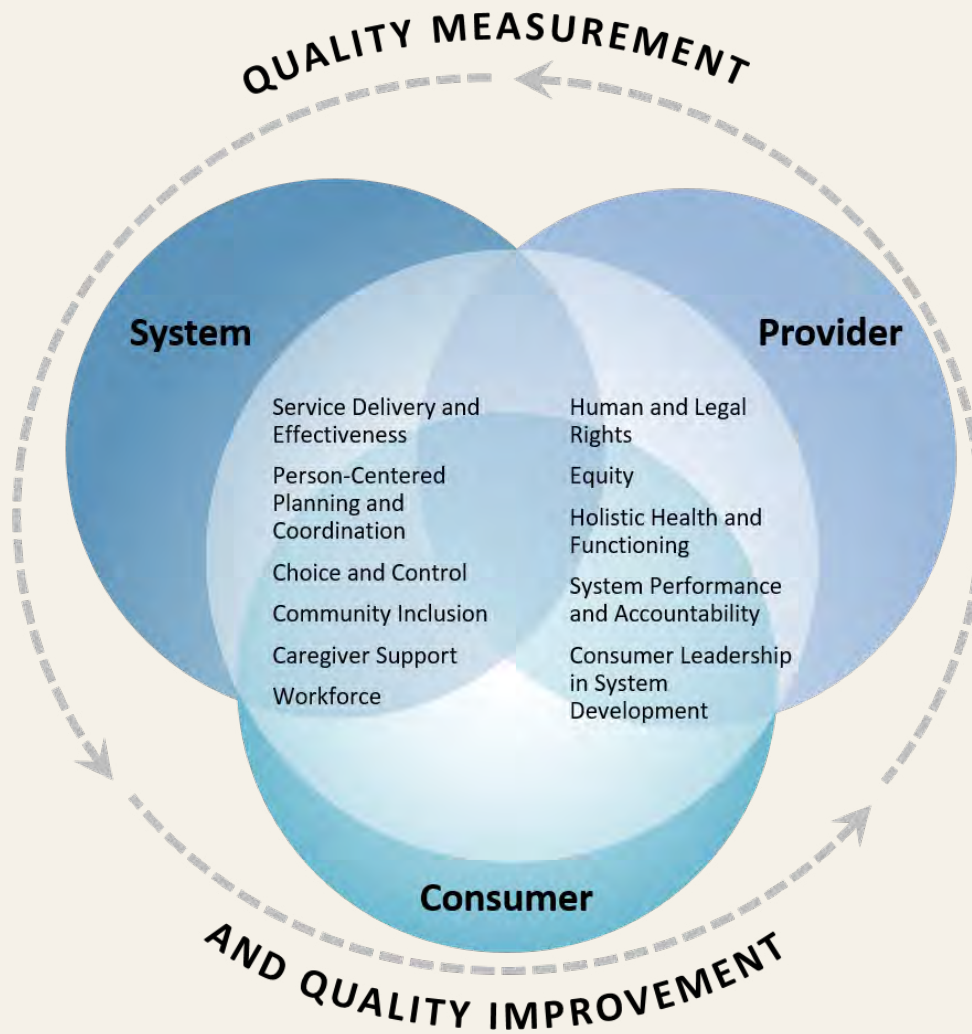 QUALITY MEASUREMENT
System
Provider
Service Delivery and
Effectiveness
Person-Centered
Planning and
Coordination
Choice and Control
Community Inclusion
Caregiver Support
Workforce
Human and Legal
Rights
Equity
Holistic Health and
Functioning
System Performance
and Accountability
Consumer Leadership
in System
Development
Consumer
AND QUALITY IMPROVEMENT